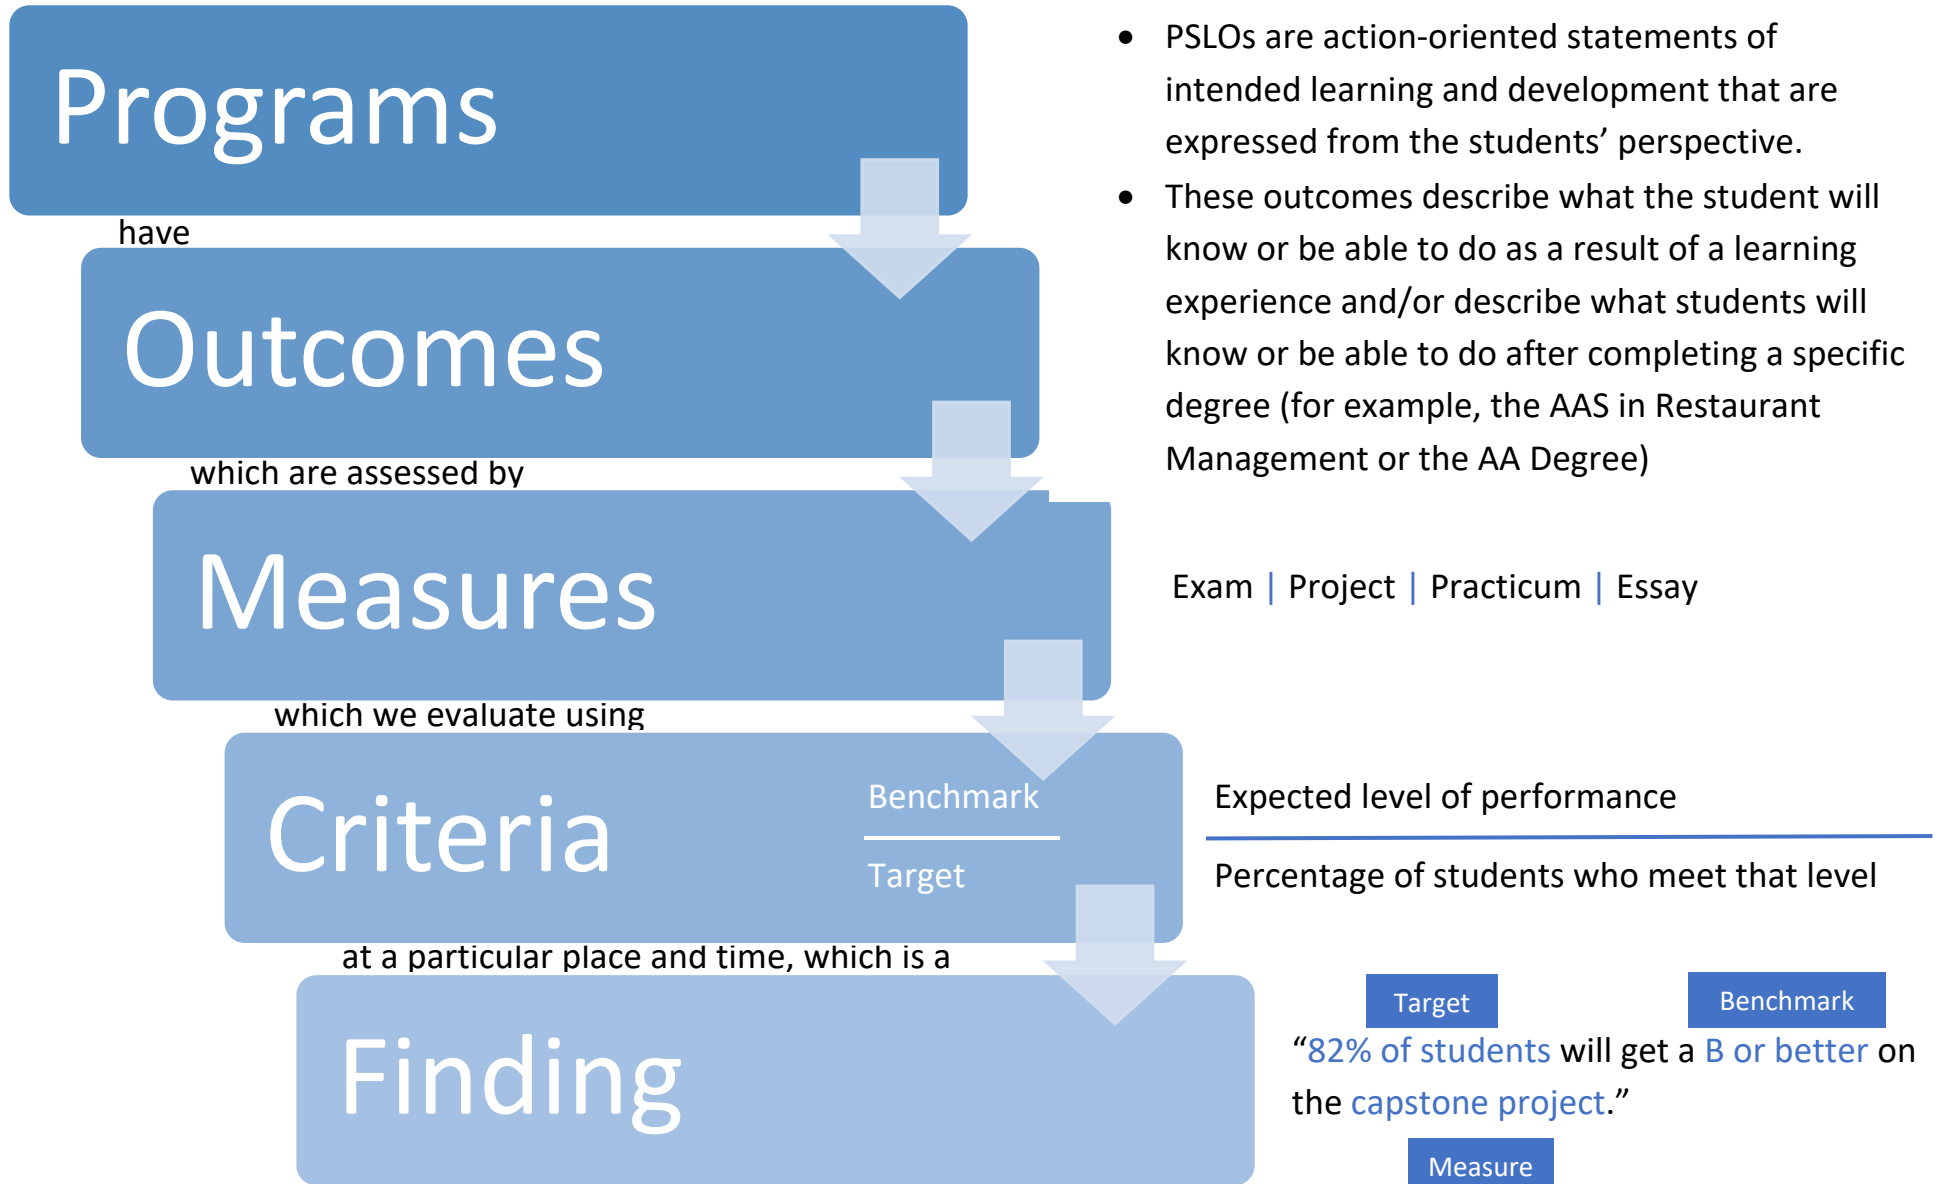 Programs
have
Outcomes
which are assessed by
Measures
which we evaluate using
Criteria
Benchmark
Target
at a particular place and time, which is a
Finding
• PSLOs are action-oriented statements of
intended learning and development that are
expressed from the students’ perspective.
• These outcomes describe what the student will
know or be able to do as a result of a learning
experience and/or describe what students will
know or be able to do after completing a specific
degree (for example, the AAS in Restaurant
Management or the AA Degree)
Exam | Project | Practicum | Essay
Expected level of performance
Percentage of students who meet that level
Target
Benchmark
“82% of students will get a B or better on
the capstone project.”
Measure